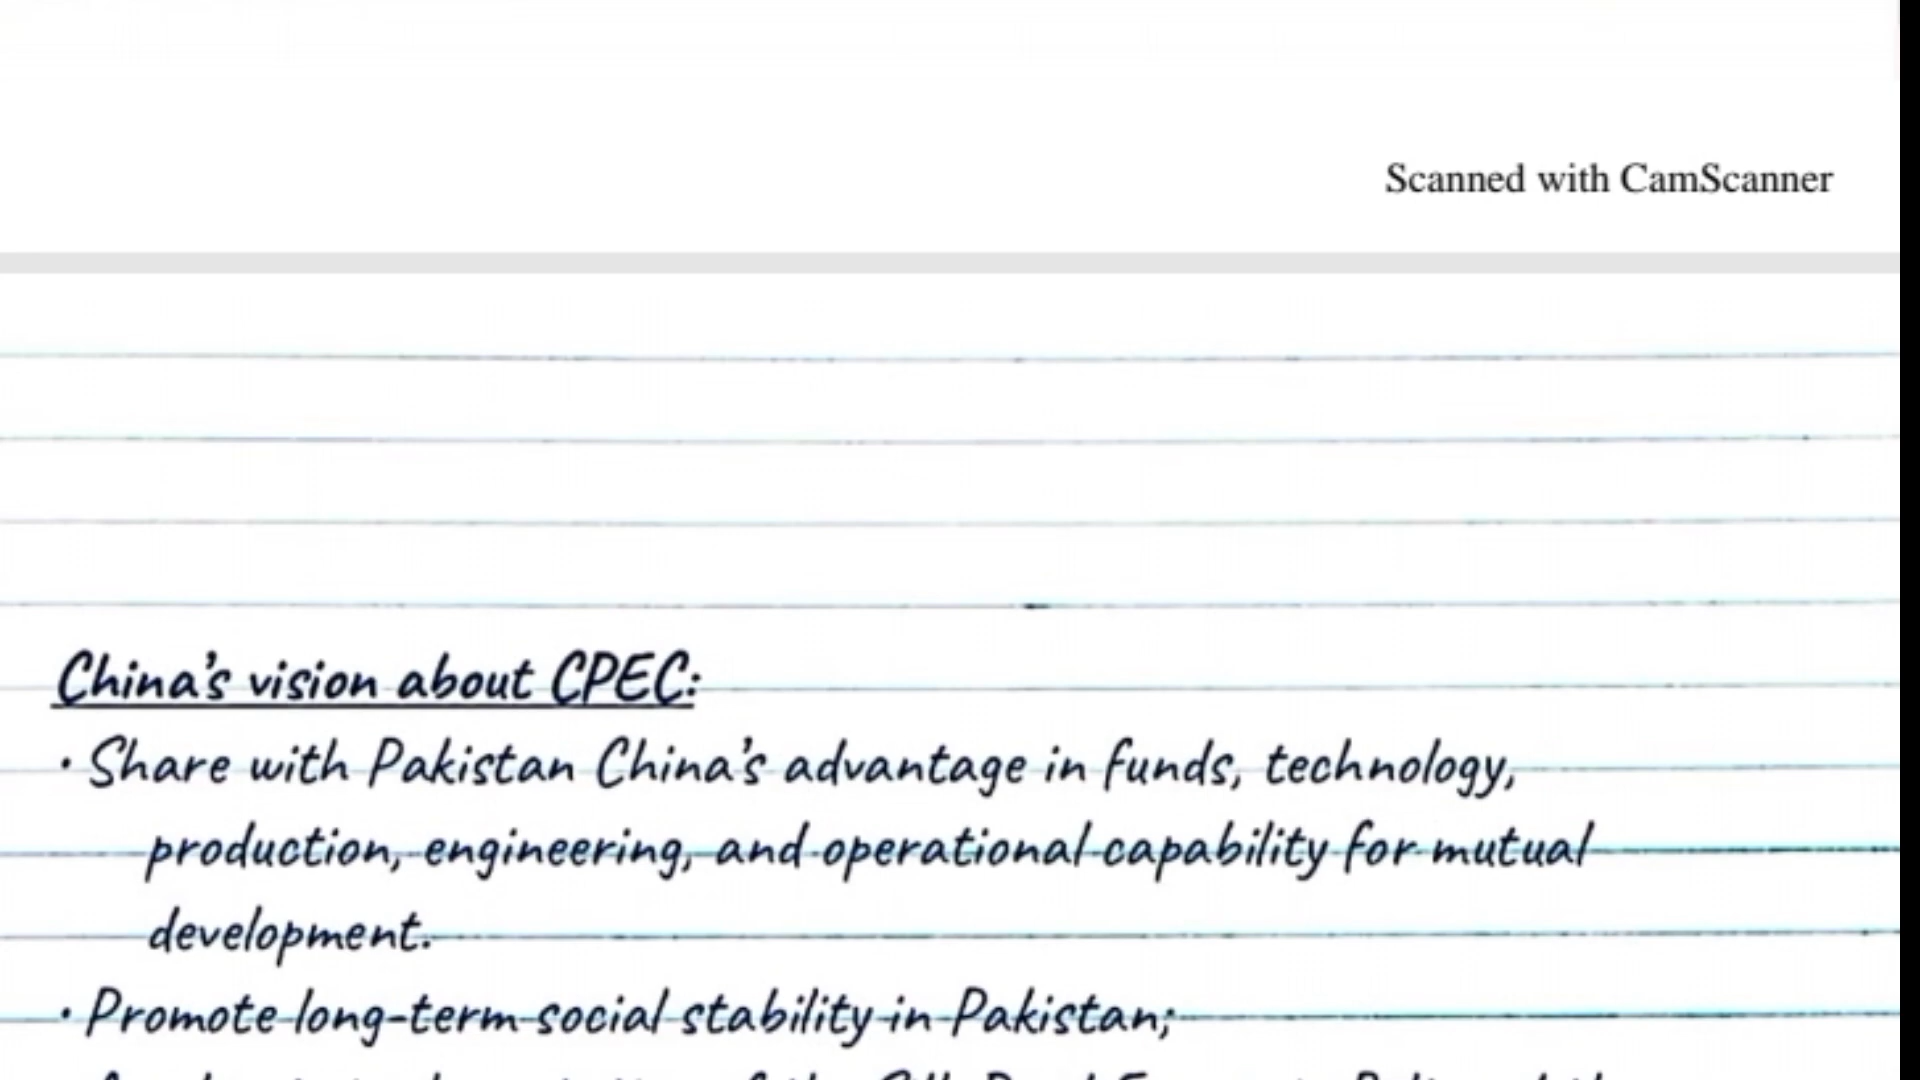 Scanned with CamScanner
China's vision about CPEC:
• Share with Pakistan China's advantage in funds, technology,
production, engineering, and operational capability for mutual
development.
• Promote long-term social stability in Pakistan;